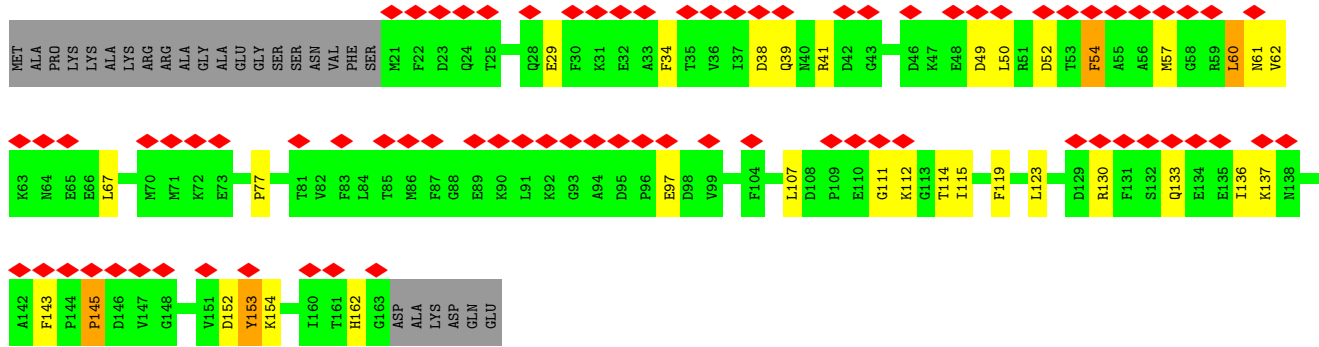 MET ALA PRO LYS LYS ALA LYS ARG ARG ALA GLY ALA GLU GLY SER SER ASN VAL PHE SER M21 F22 D23 Q24 T25 Q28 E29 F30 K31 E32 A33 F34 T35 V36 I37 D38 Q39 N40 R41 D42 G43 D46 K47 E48 D49 L50 R51 D52 T53 F54 A55 A56 M57 G58 R59 L60 N61 V62
K63 N64 E65 E66 L67 M70 M71 K72 E73 P77 T81 V82 F83 L84 T85 M86 F87 G88 E89 K90 L91 K92 G93 A94 D95 P96 E97 D98 V99 F104 L107 D108 P109 E110 G111 K112 G113 T114 I115 F119 L123 D129 R130 F131 S132 Q133 E134 E135 I136 K137 N138
A142 F143 P144 P145 D146 V147 G148 V151 D152 Y153 K154 I160 T161 H162 G163 ASP ALA LYS ASP GLN GLU